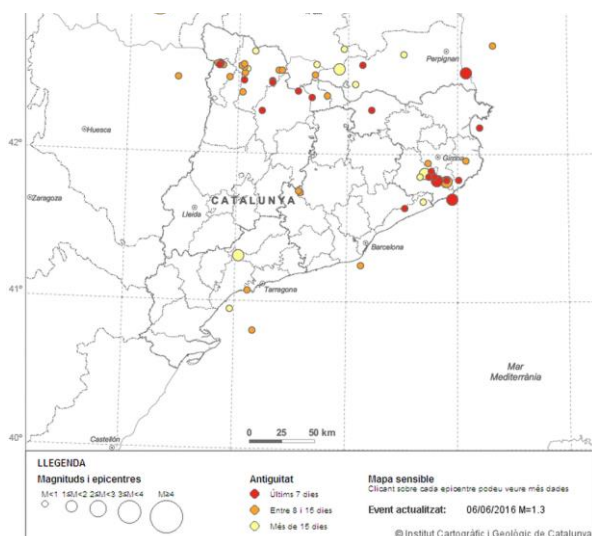 Perpignan
42°
Huesca
Girona
Zaragoza
CATALUNYA
Lleida
Barcelona
41°
Tarragona
Mar
Mediterrània
0 25 50 km
40°
Castellón
LLEGENDA
Magnituds i epicentres
M<1 1≤M<2 2≤M<3 3≤M<4 M≥4
Antiguitat
Últims 7 dies
Entre 8 i 15 dies
Més de 15 dies
Mapa sensible
Clicant sobre cada epicentre podeu veure més dades
Event actualitzat: 06/06/2016 M=1.3
© Institut Cartogràfic i Geològic de Catalunya